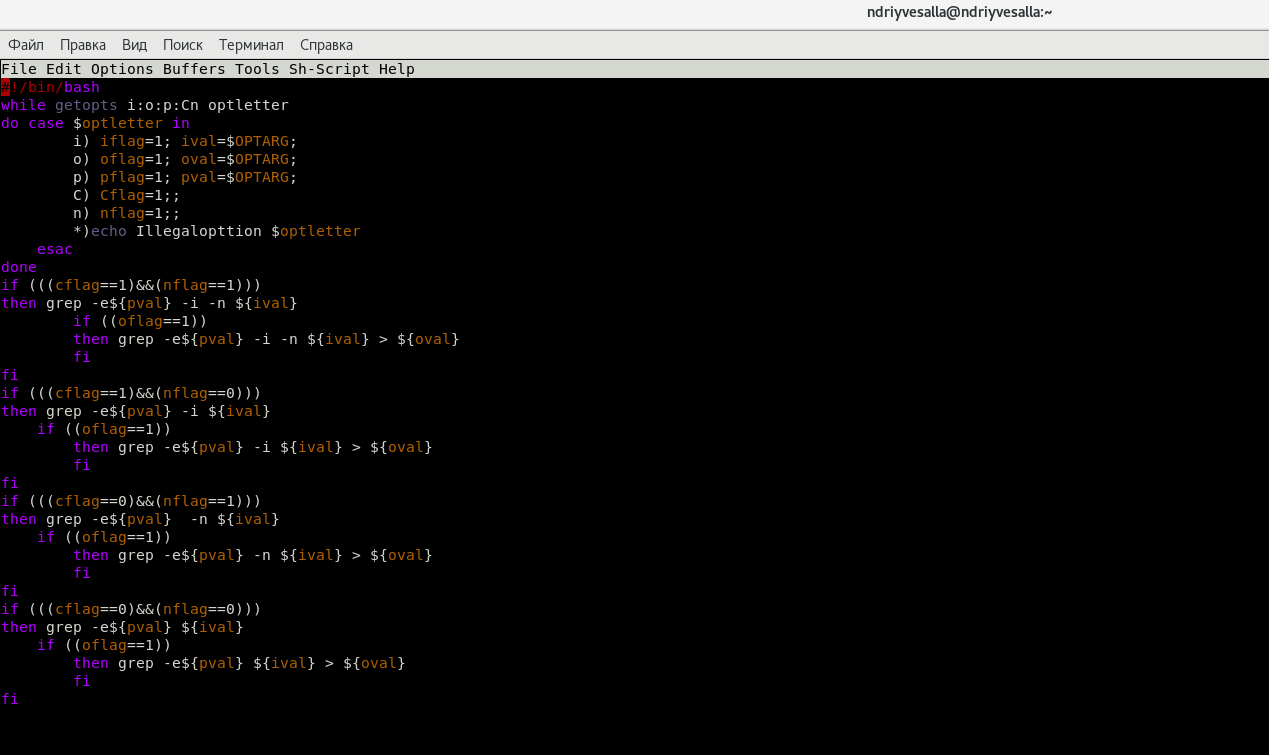 ndriyvesalla@ndriyvesalla:~
Файл Правка Вид Поиск Терминал Справка
File Edit Options Buffers Tools Sh-Script Help
#!/bin/bash
while getopts i:o:p:Cn optletter
do case $optletter in
        i) iflag=1; ival=$OPTARG;
        o) oflag=1; oval=$OPTARG;
        p) pflag=1; pval=$OPTARG;
        C) Cflag=1;;
        n) nflag=1;;
        *)echo Illegalopttion $optletter
    esac
done
if (((cflag==1)&&(nflag==1)))
then grep -e${pval} -i -n ${ival}
        if ((oflag==1))
        then grep -e${pval} -i -n ${ival} > ${oval}
        fi
fi
if (((cflag==1)&&(nflag==0)))
then grep -e${pval} -i ${ival}
    if ((oflag==1))
        then grep -e${pval} -i ${ival} > ${oval}
        fi
fi
if (((cflag==0)&&(nflag==1)))
then grep -e${pval}  -n ${ival}
    if ((oflag==1))
        then grep -e${pval} -n ${ival} > ${oval}
        fi
fi
if (((cflag==0)&&(nflag==0)))
then grep -e${pval} ${ival}
    if ((oflag==1))
        then grep -e${pval} ${ival} > ${oval}
        fi
fi